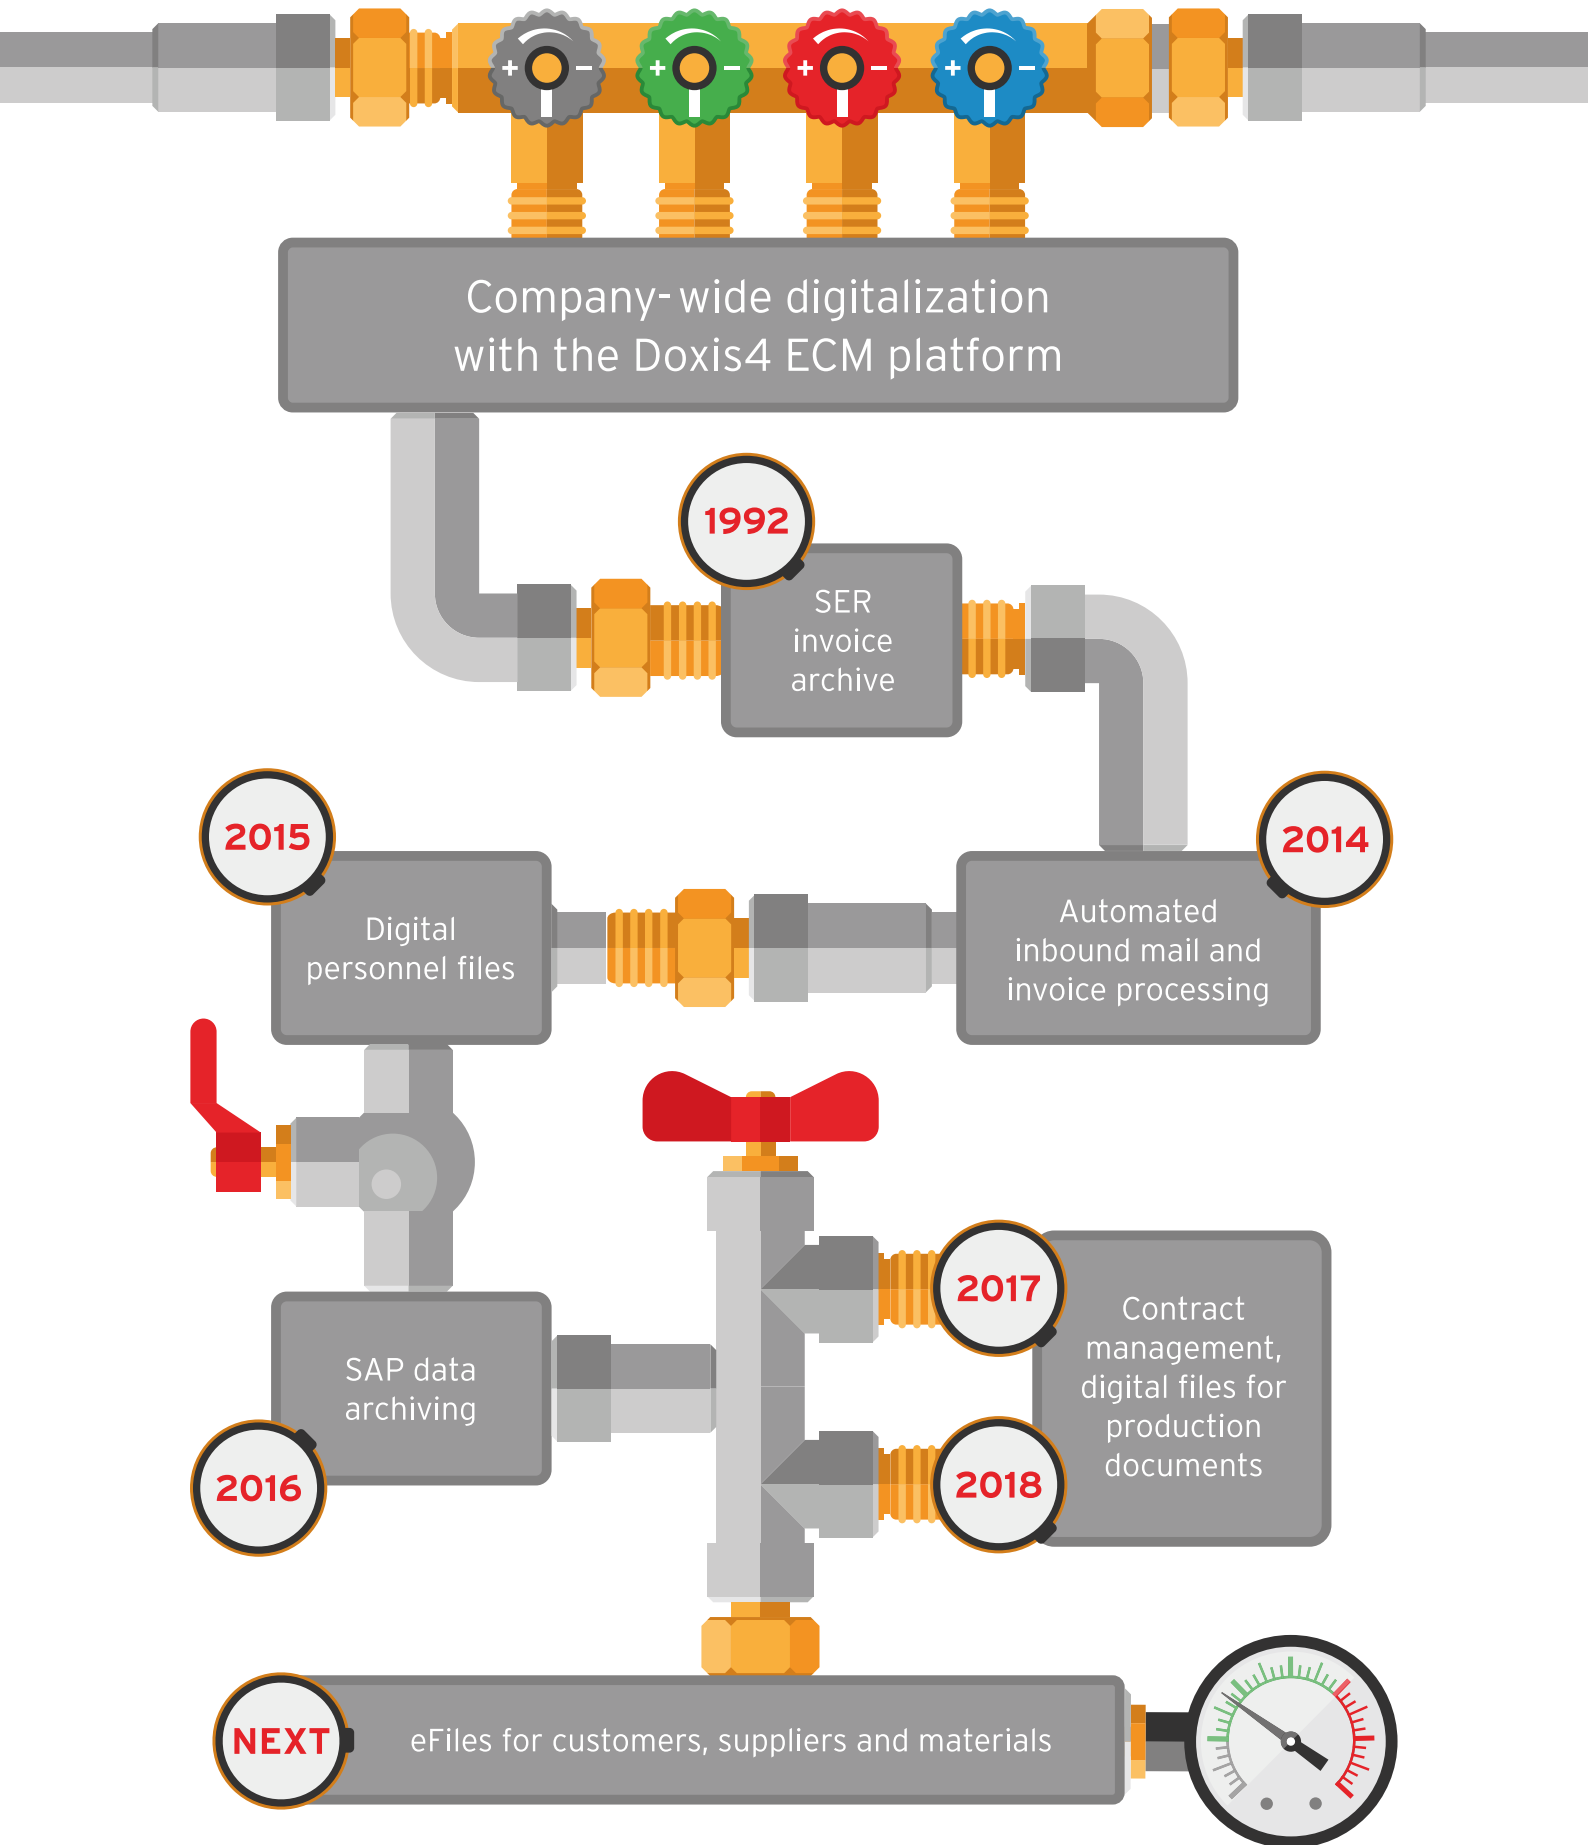 Company-wide digitalization
with the Doxis4 ECM platform
1992
SER
invoice
archive
2014
Automated
inbound mail and
invoice processing
2015
Digital
personnel files
2016
SAP data
archiving
2017
2018
Contract
management,
digital files for
production
documents
NEXT
eFiles for customers, suppliers and materials